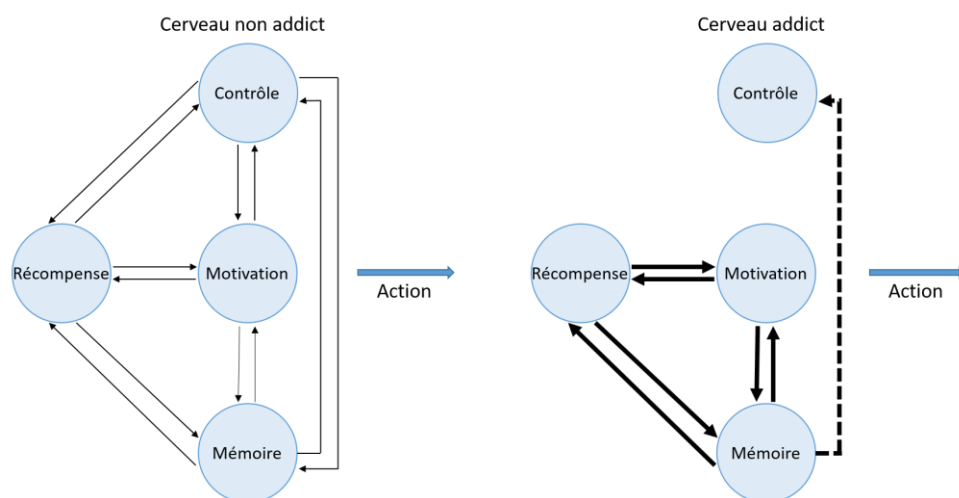 Cerveau non addict
Contrôle
Récompense
Motivation
Action
Mémoire
Cerveau addict
Contrôle
Récompense
Motivation
Action
Mémoire